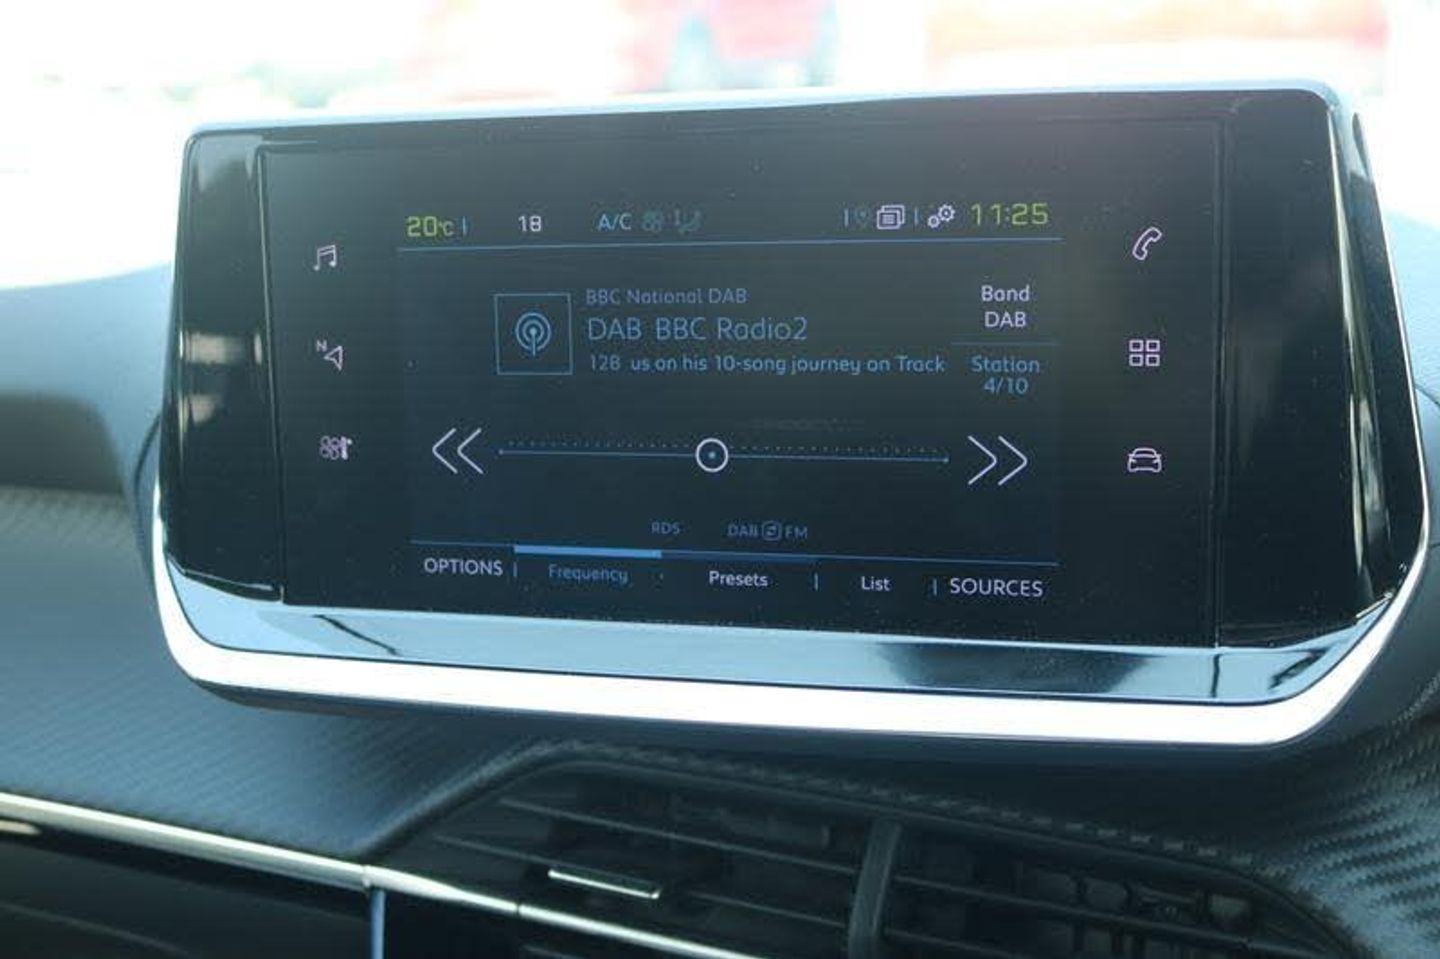 20°C 18 A/C 11:25
N
BBC National DAB
DAB BBC Radio2
128 us on his 10-song journey on Track
Band
DAB
Station
4/10
RDS DAB FM
OPTIONS Frequency Presets List SOURCES